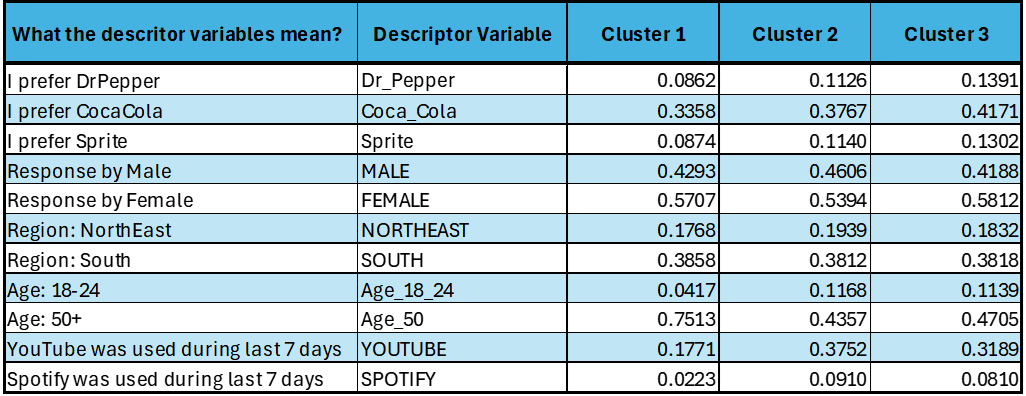 What the descritor variables mean? Descriptor Variable Cluster 1 Cluster 2 Cluster 3
I prefer DrPepper Dr_Pepper 0.0862 0.1126 0.1391
I prefer CocaCola Coca_Cola 0.3358 0.3767 0.4171
I prefer Sprite Sprite 0.0874 0.1140 0.1302
Response by Male MALE 0.4293 0.4606 0.4188
Response by Female FEMALE 0.5707 0.5394 0.5812
Region: NorthEast NORTHEAST 0.1768 0.1939 0.1832
Region: South SOUTH 0.3858 0.3812 0.3818
Age: 18-24 Age_18_24 0.0417 0.1168 0.1139
Age: 50+ Age_50 0.7513 0.4357 0.4705
YouTube was used during last 7 days YOUTUBE 0.1771 0.3752 0.3189
Spotify was used during last 7 days SPOTIFY 0.0223 0.0910 0.0810